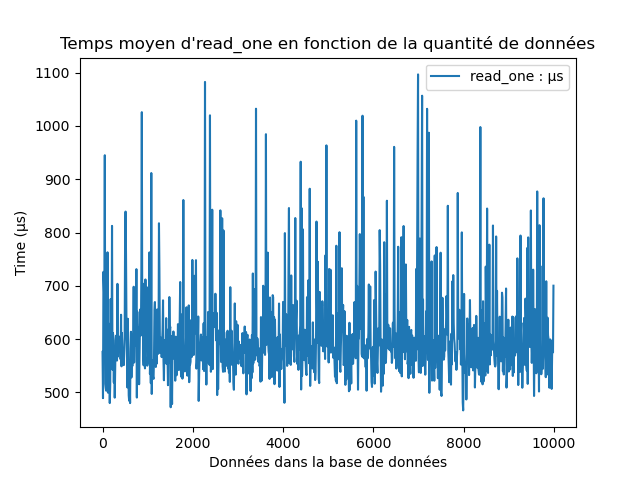 Temps moyen d'read_one en fonction de la quantité de données
read_one : µs
1100
1000
900
800
700
600
500
Time (µs)
0 2000 4000 6000 8000 10000
Données dans la base de données